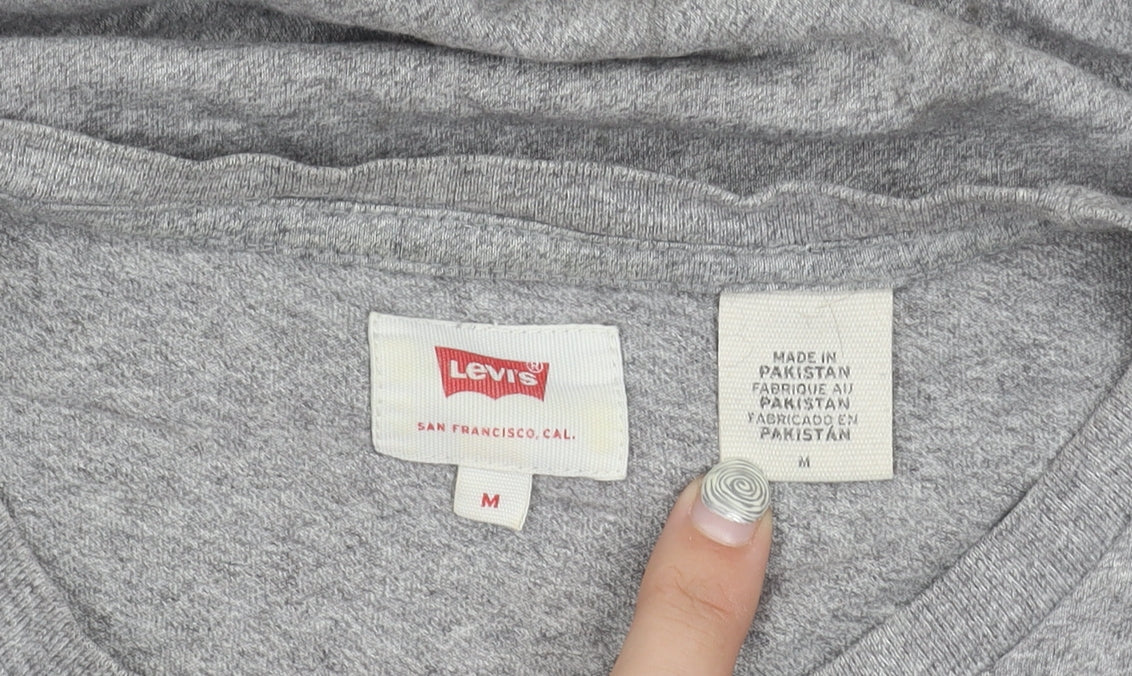 LEVI'S®
SAN FRANCISCO, CAL.
M
MADE IN
PAKISTAN
FABRIQUE AU
PAKISTAN
FABRICADO EN
PAKISTÁN
M